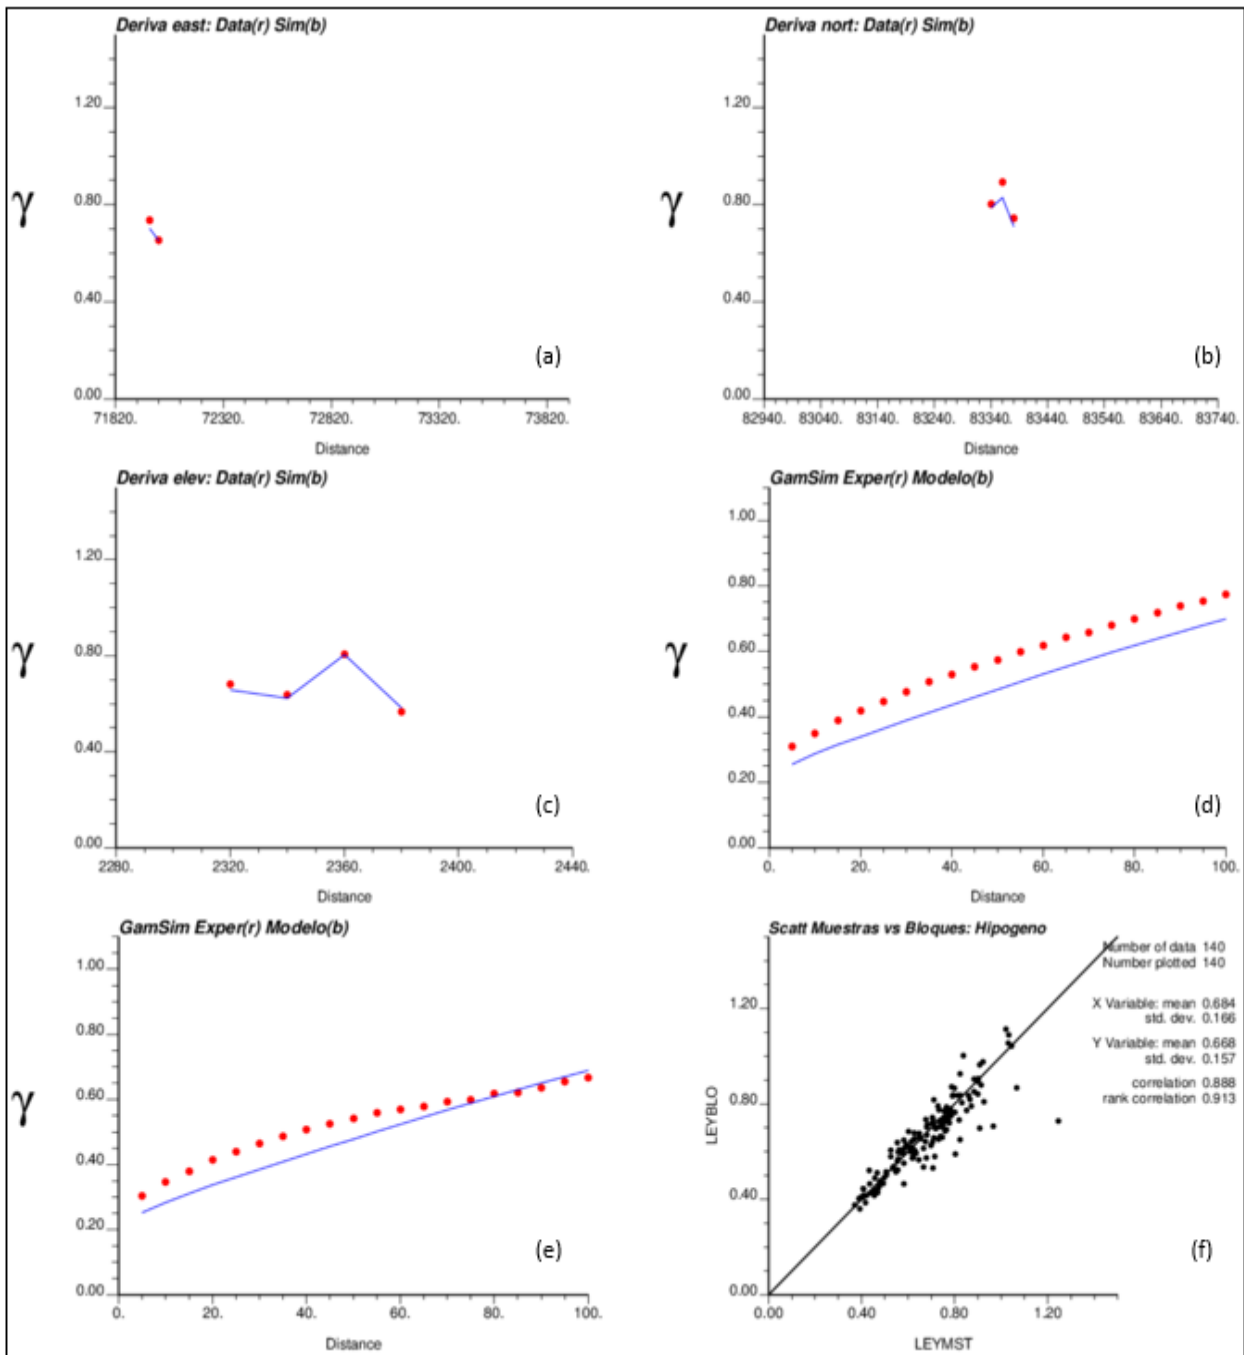 Deriva east: Data(r) Sim(b)
γ
1.20
0.80
0.40
0.00
71820. 72320. 72820. 73320. 73820.
Distance
(a)
Deriva nort: Data(r) Sim(b)
γ
1.20
0.80
0.40
0.00
82940. 83040. 83140. 83240. 83340. 83440. 83540. 83640. 83740.
Distance
(b)
Deriva elev: Data(r) Sim(b)
γ
1.20
0.80
0.40
0.00
2280. 2320. 2360. 2400. 2440.
Distance
(c)
GamSim Exper(r) Modelo(b)
γ
1.00
0.80
0.60
0.40
0.20
0.00
0. 20. 40. 60. 80. 100.
Distance
(d)
GamSim Exper(r) Modelo(b)
γ
1.00
0.80
0.60
0.40
0.20
0.00
0. 20. 40. 60. 80. 100.
Distance
(e)
Scatt Muestras vs Bloques: Hipogeno
Number of data 140
Number plotted 140
X Variable: mean 0.684
std. dev. 0.166
Y Variable: mean 0.668
std. dev. 0.157
correlation 0.888
rank correlation 0.913
LEYBLO
1.20
0.80
0.40
0.00
0.00 0.40 0.80 1.20
LEYMST
(f)